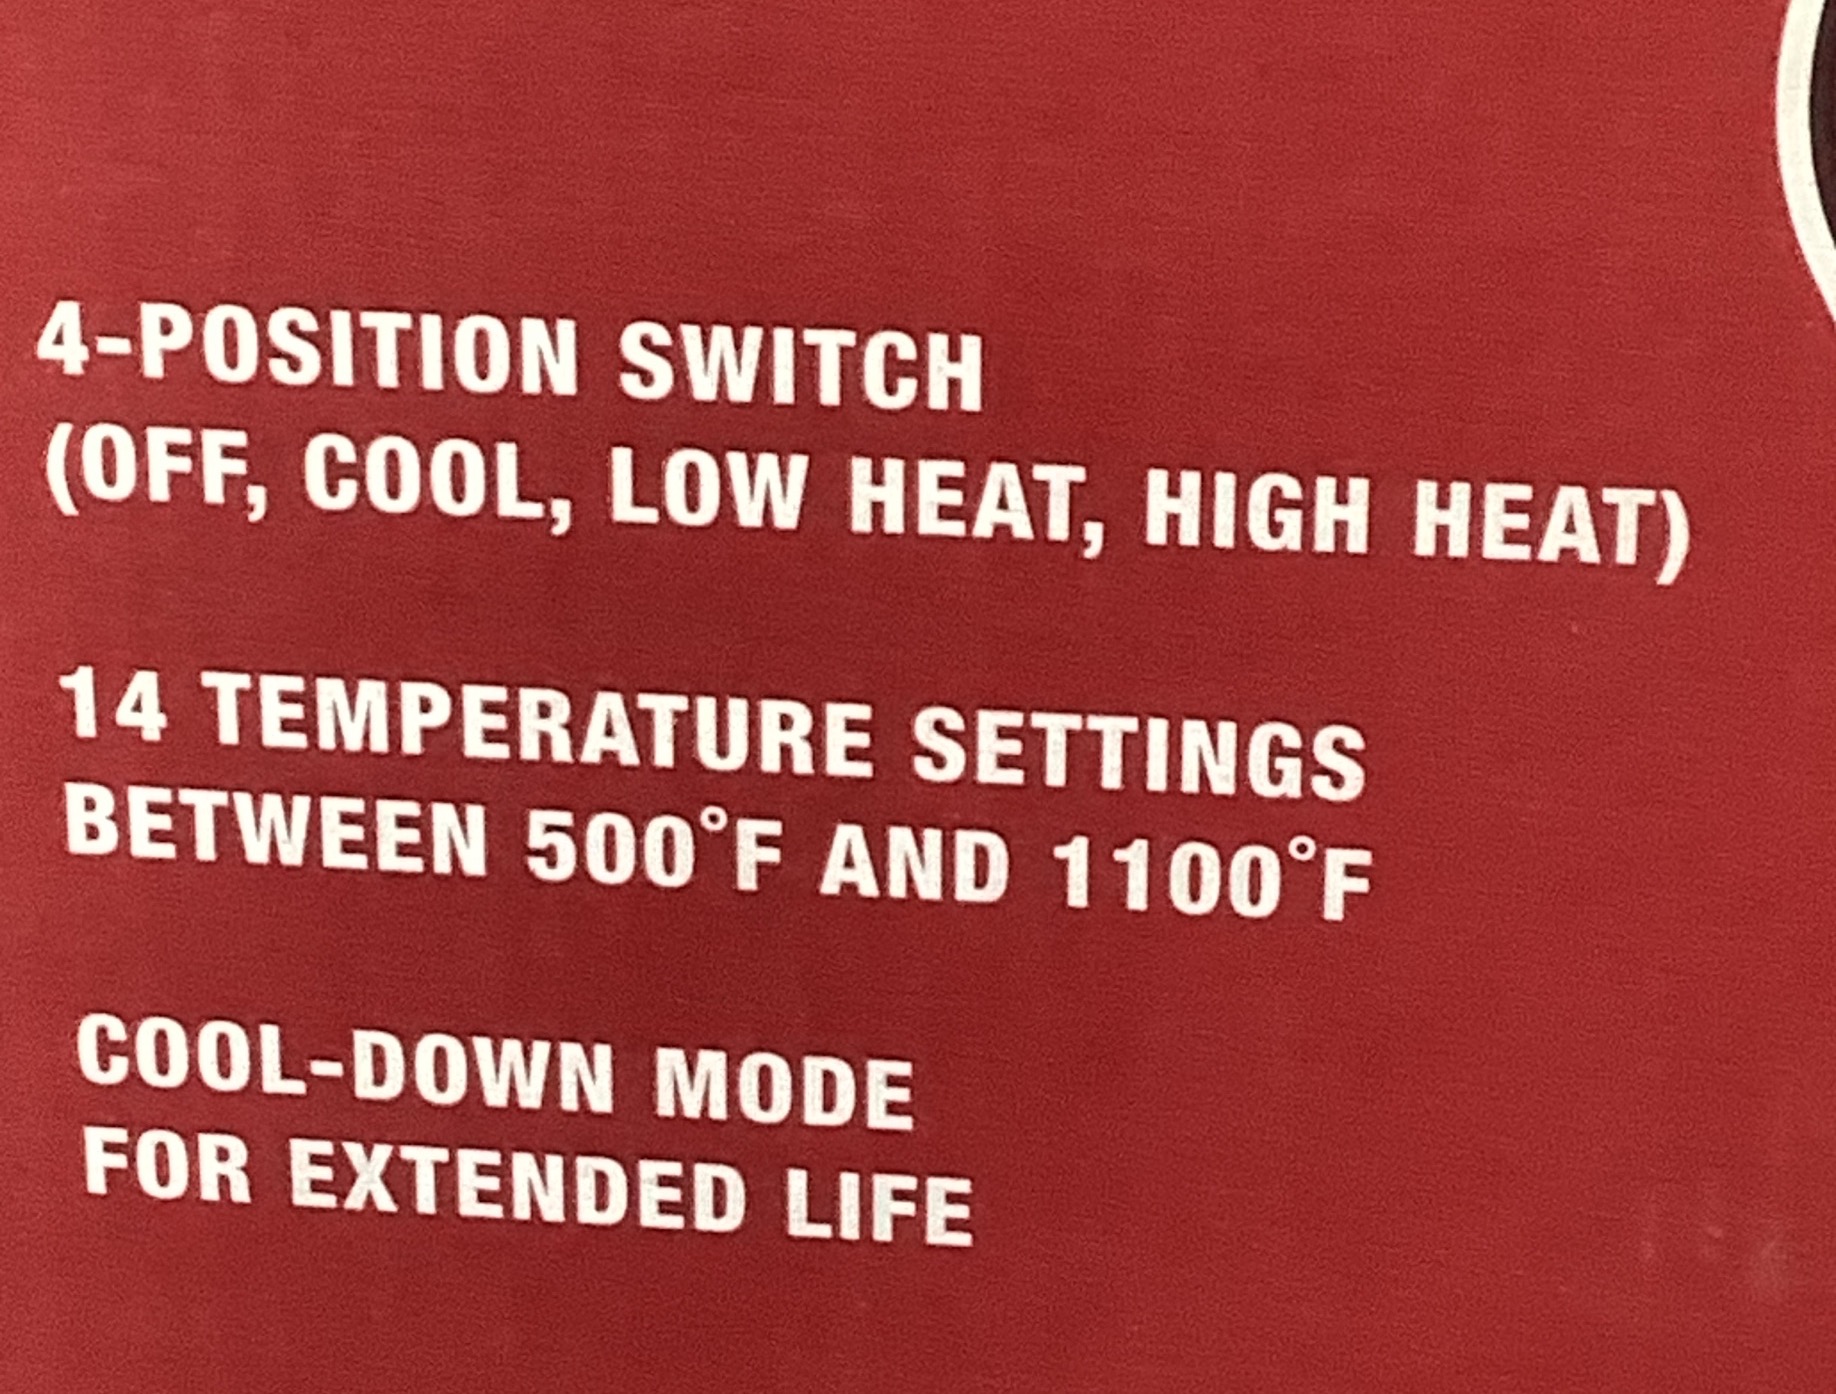 4-POSITION SWITCH
(OFF, COOL, LOW HEAT, HIGH HEAT)
14 TEMPERATURE SETTINGS
BETWEEN 500°F AND 1100°F
COOL-DOWN MODE
FOR EXTENDED LIFE